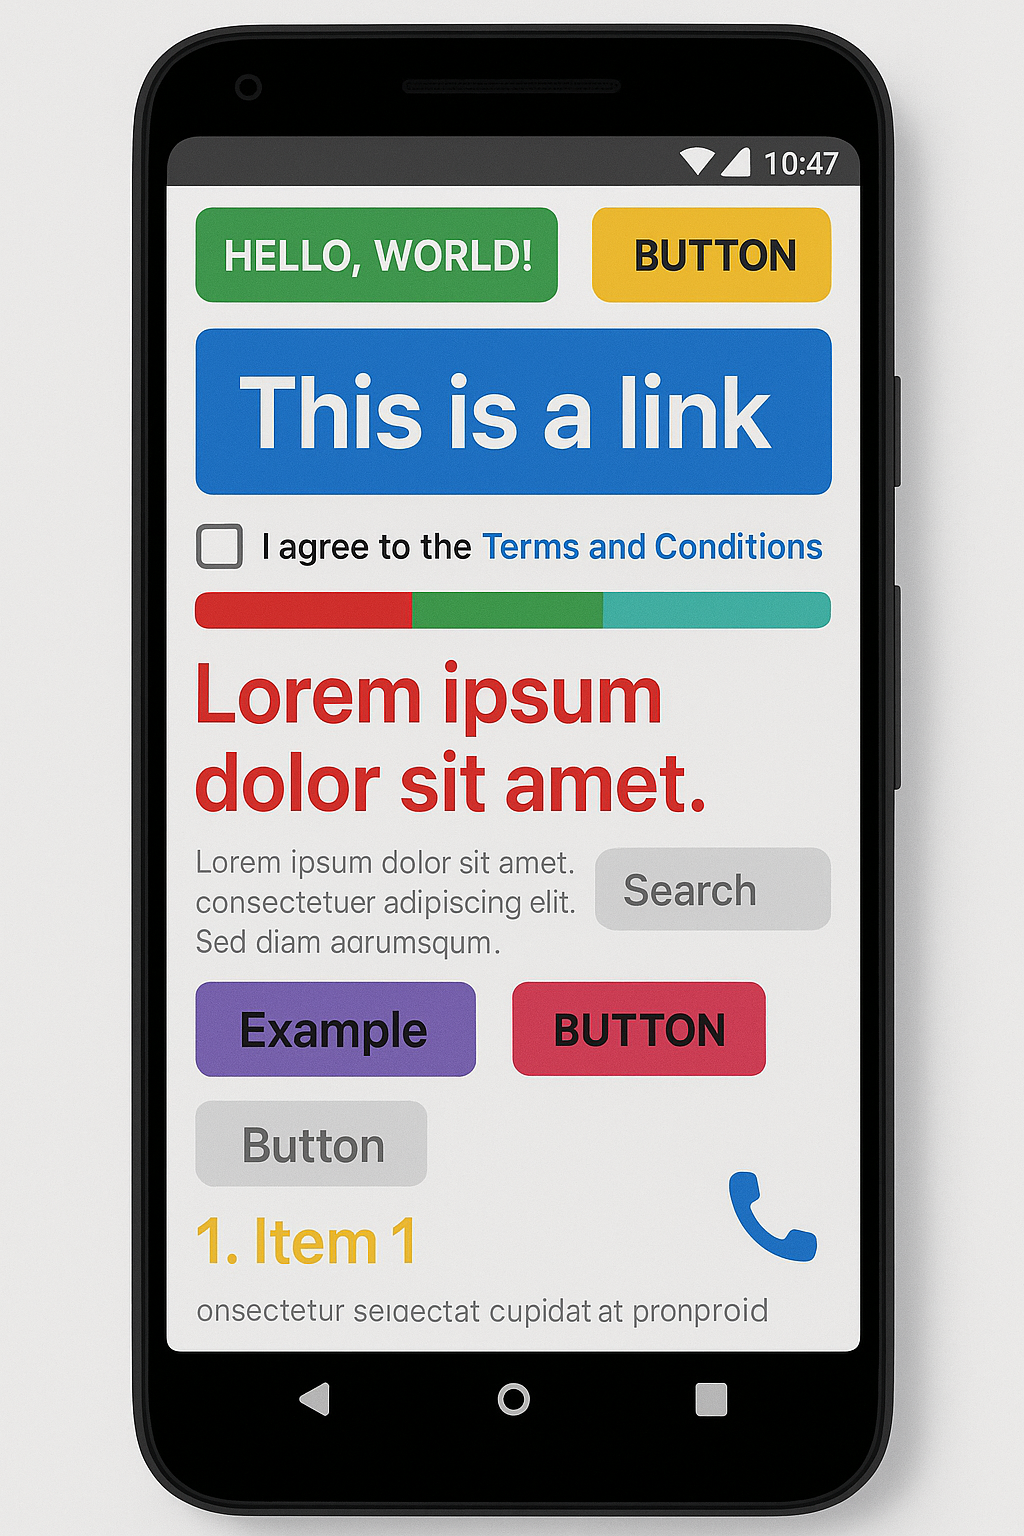 10:47
HELLO, WORLD!
BUTTON
This is a link
I agree to the Terms and Conditions
Lorem ipsum
dolor sit amet.
Lorem ipsum dolor sit amet.
consectetuer adipiscing elit.
Sed diam
Search
Example
BUTTON
Button
1. Item 1
onsectetur cupidat at pronproid